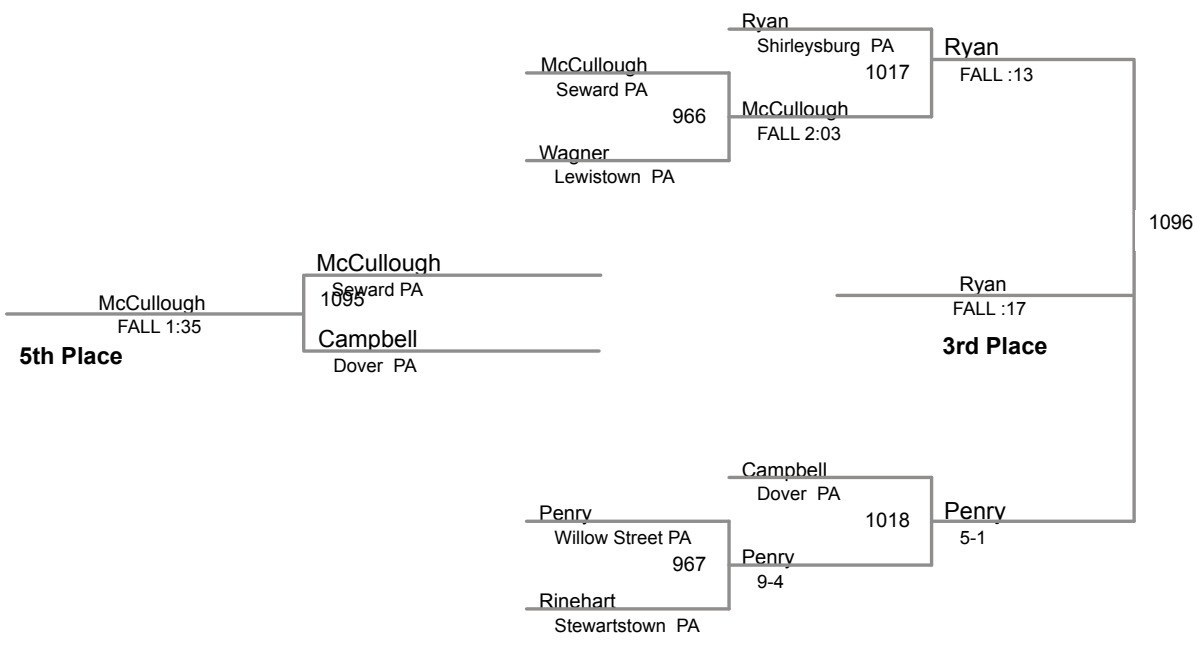 Ryan
Shirleysburg PA
1017
Ryan
FALL :13
McCullough
Seward PA
966
McCullough
FALL 2:03
Wagner
Lewistown PA
1096
McCullough
Seward PA
1095
McCullough
FALL 1:35
5th Place
Campbell
Dover PA
Ryan
FALL :17
3rd Place
Campbell
Dover PA
1018
Penry
5-1
Penry
Willow Street PA
967
Penry
9-4
Rinehart
Stewartstown PA